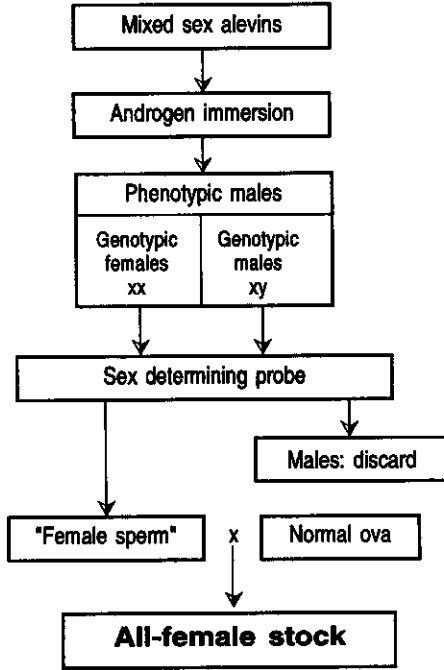 Mixed sex alevins
Androgen immersion
Phenotypic males
Genotypic
females
xx
Genotypic
males
xy
Sex determining probe
Males: discard
"Female sperm"
x
Normal ova
All-female stock